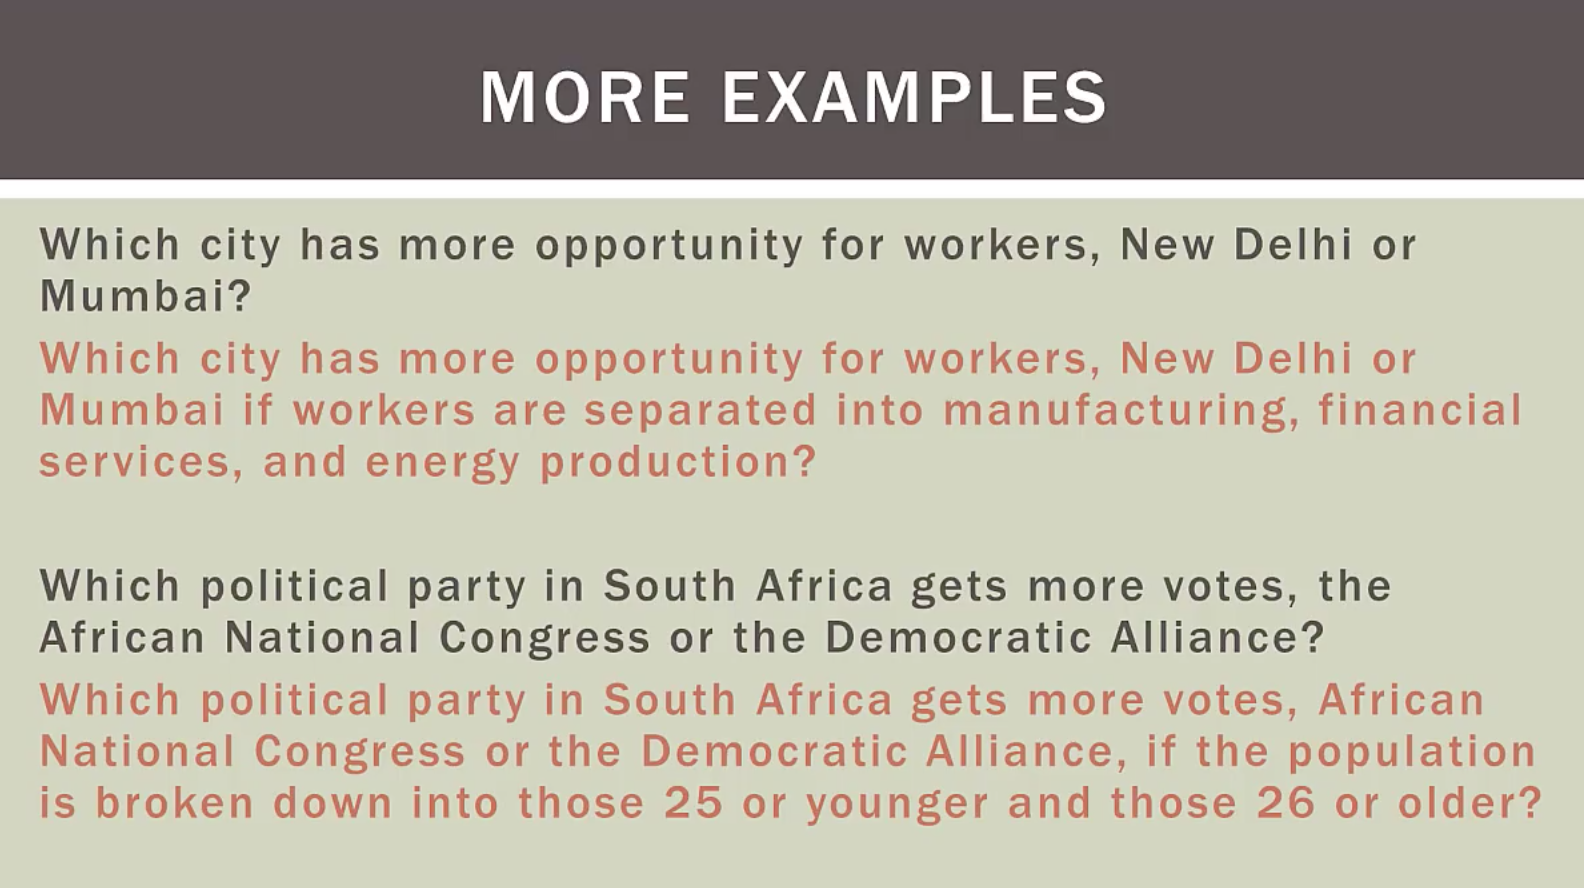 MORE EXAMPLES
Which city has more opportunity for workers, New Delhi or
Mumbai?
Which city has more opportunity for workers, New Delhi or
Mumbai if workers are separated into manufacturing, financial
services, and energy production?
Which political party in South Africa gets more votes, the
African National Congress or the Democratic Alliance?
Which political party in South Africa gets more votes, African
National Congress or the Democratic Alliance, if the population
is broken down into those 25 or younger and those 26 or older?